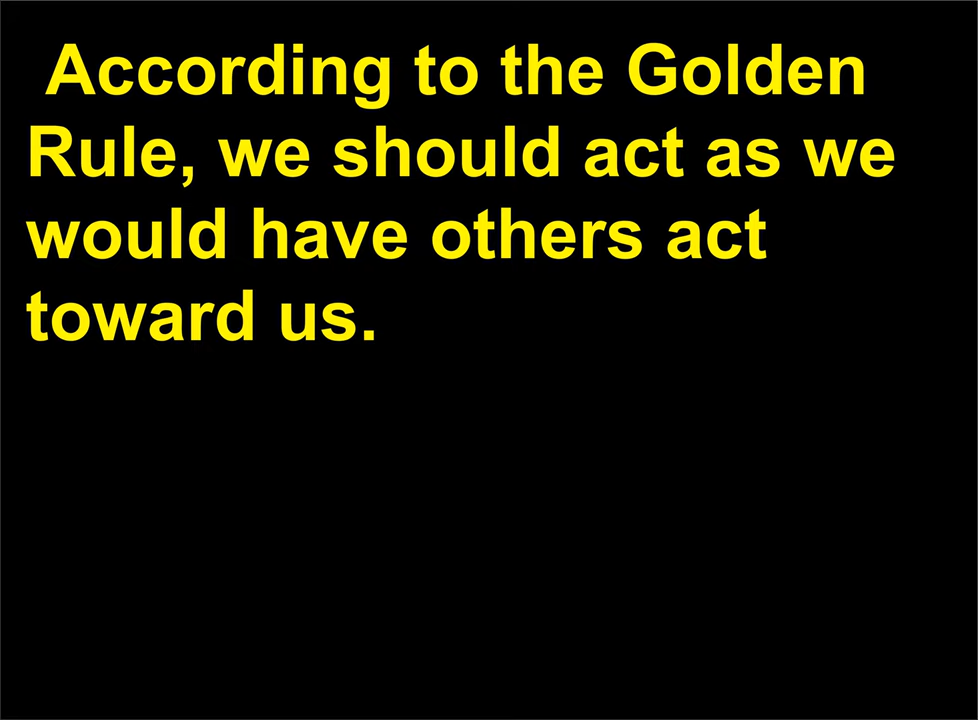 According to the Golden
Rule, we should act as we
would have others act
toward us.